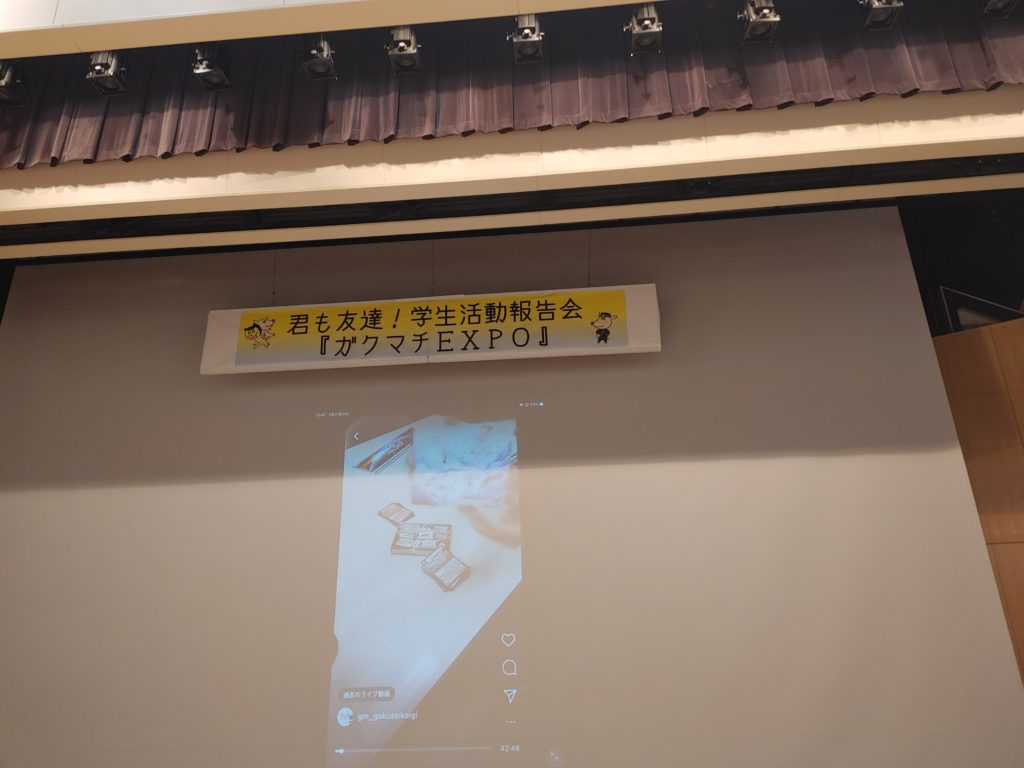 君も友達！学生活動報告会
『ガクマチEXPO』
過去のライブ動画
gm_gakuseikaigi
42:48